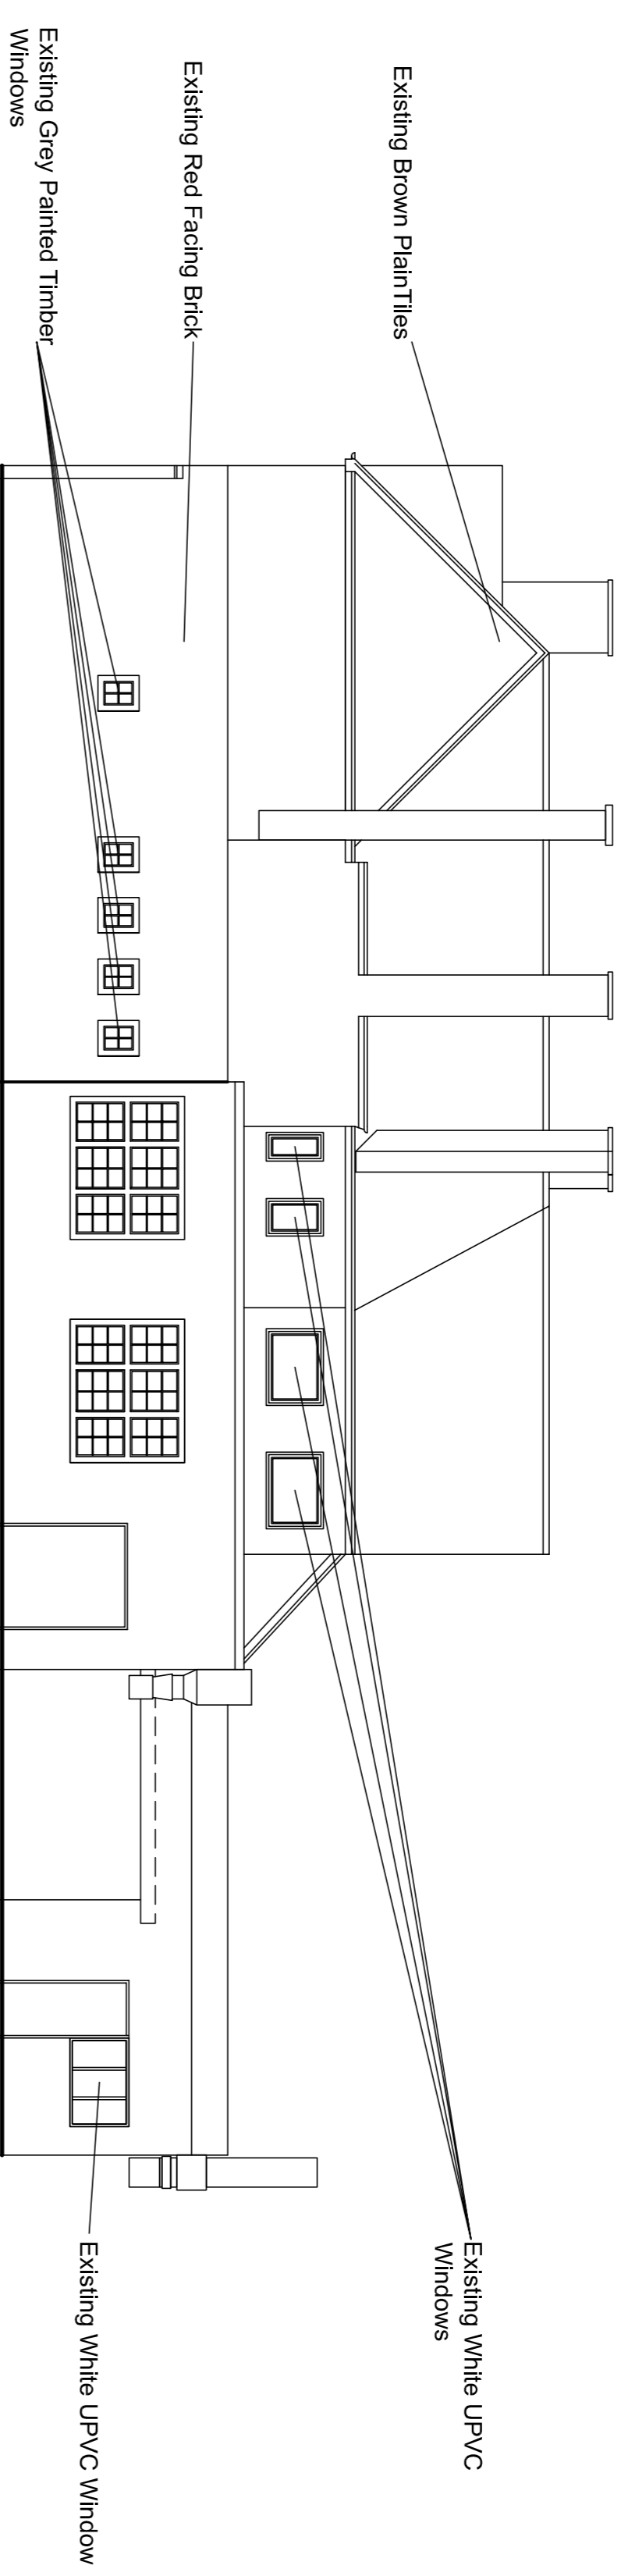 Existing Brown PlainTiles
Existing Red Facing Brick
Existing Grey Painted Timber
Windows
Existing White UPVC
Windows
Existing White UPVC Window